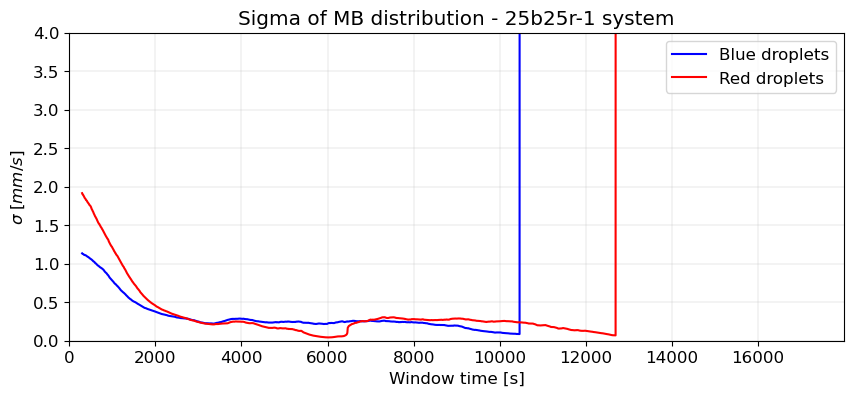 Sigma of MB distribution - 25b25r-1 system
4.0
3.5
3.0
2.5
2.0
1.5
1.0
0.5
0.0
σ [mm/s]
Blue droplets
Red droplets
0 2000 4000 6000 8000 10000 12000 14000 16000
Window time [s]